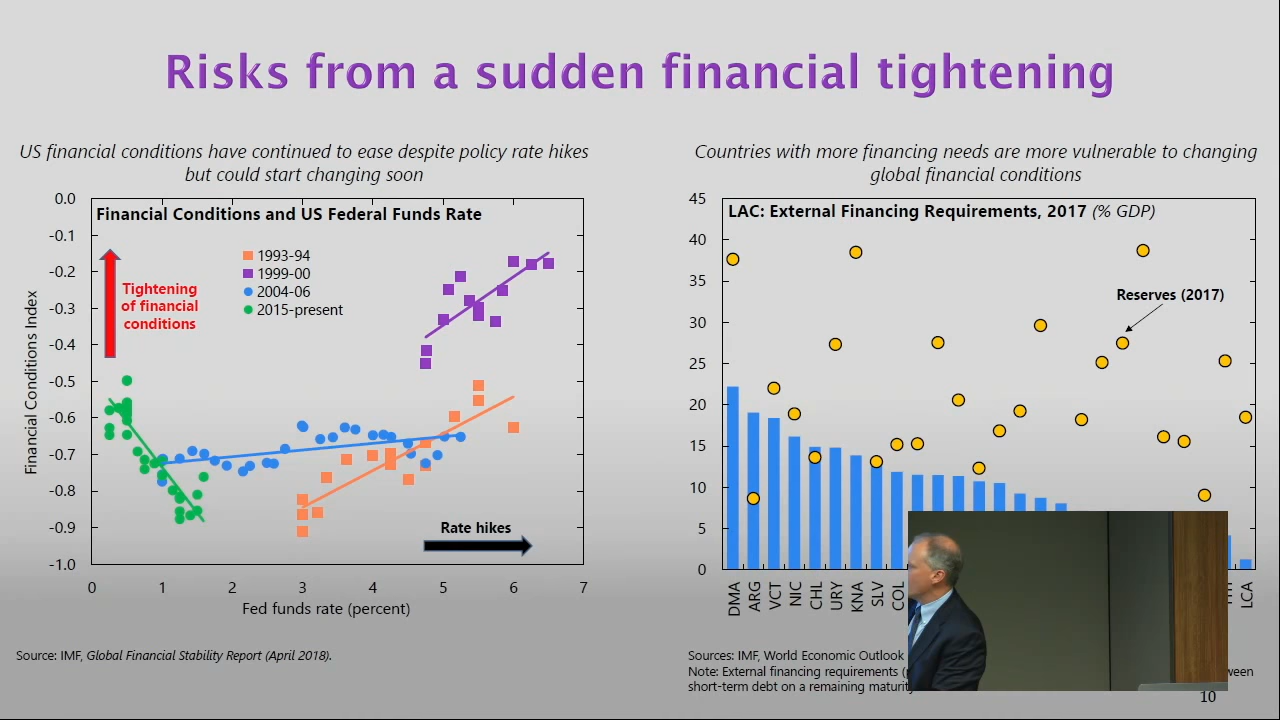 Risks from a sudden financial tightening
US financial conditions have continued to ease despite policy rate hikes
but could start changing soon
Financial Conditions and US Federal Funds Rate
0.0
-0.1
-0.2
-0.3
-0.4
-0.5
-0.6
-0.7
-0.8
-0.9
-1.0
Financial Conditions Index
1993-94
1999-00
2004-06
2015-present
Tightening
of financial
conditions
Rate hikes
0 1 2 3 4 5 6 7
Fed funds rate (percent)
Source: IMF, Global Financial Stability Report (April 2018).
Countries with more financing needs are more vulnerable to changing
global financial conditions
LAC: External Financing Requirements, 2017 (% GDP)
45
40
35
30
25
20
15
10
5
0
Reserves (2017)
DMA ARG VCT NIC CHL URY KNA SLV COL LCA
Sources: IMF, World Economic Outlook
Note: External financing requirements
short-term debt on a remaining maturity
10